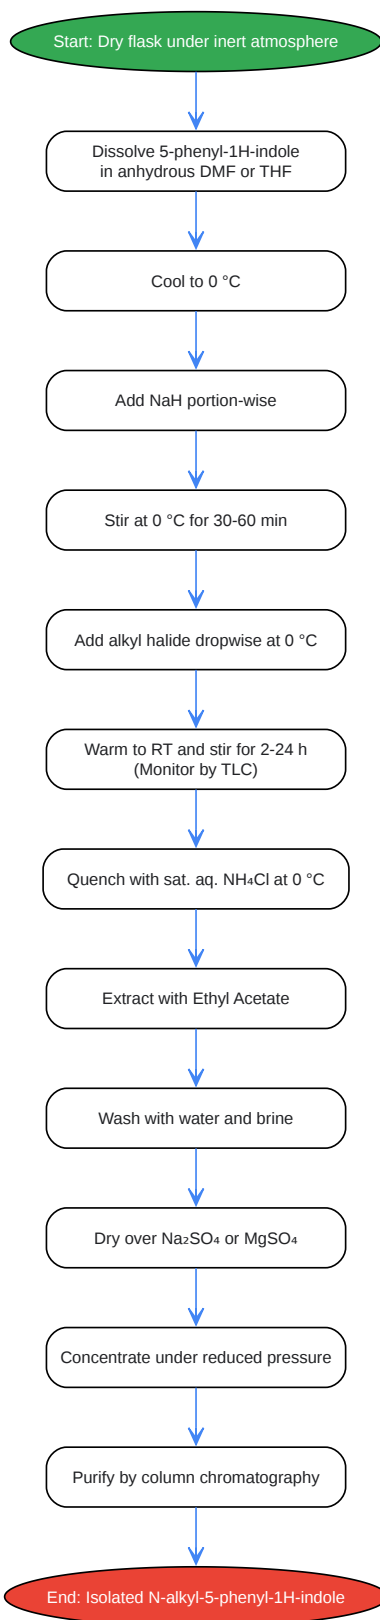 Start: Dry flask under inert atmosphere
Dissolve 5-phenyl-1H-indole
in anhydrous DMF or THF
Cool to 0 °C
Add NaH portion-wise
Stir at 0 °C for 30-60 min
Add alkyl halide dropwise at 0 °C
Warm to RT and stir for 2-24 h
(Monitor by TLC)
Quench with sat. aq. NH₄Cl at 0 °C
Extract with Ethyl Acetate
Wash with water and brine
Dry over Na₂SO₄ or MgSO₄
Concentrate under reduced pressure
Purify by column chromatography
End: Isolated N-alkyl-5-phenyl-1H-indole